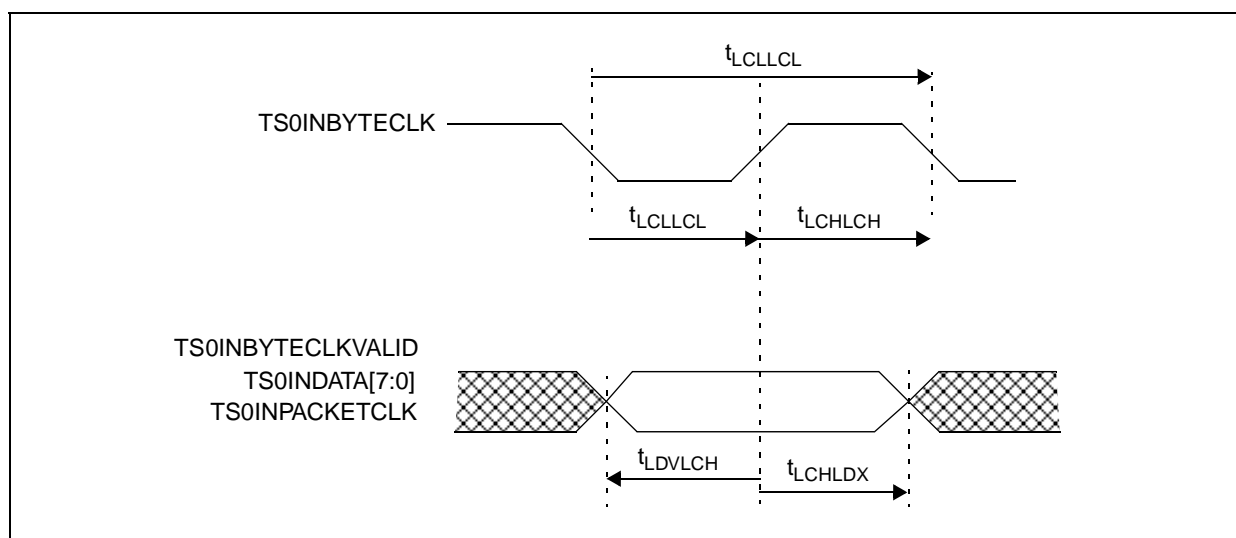 tLCLLCL
TS0INBYTECLK
tLCLLCL tLCHLCH
TS0INBYTECLKVALID
TS0INDATA[7:0]
TS0INPACKETCLK
tLDVLCH tLCHLDX